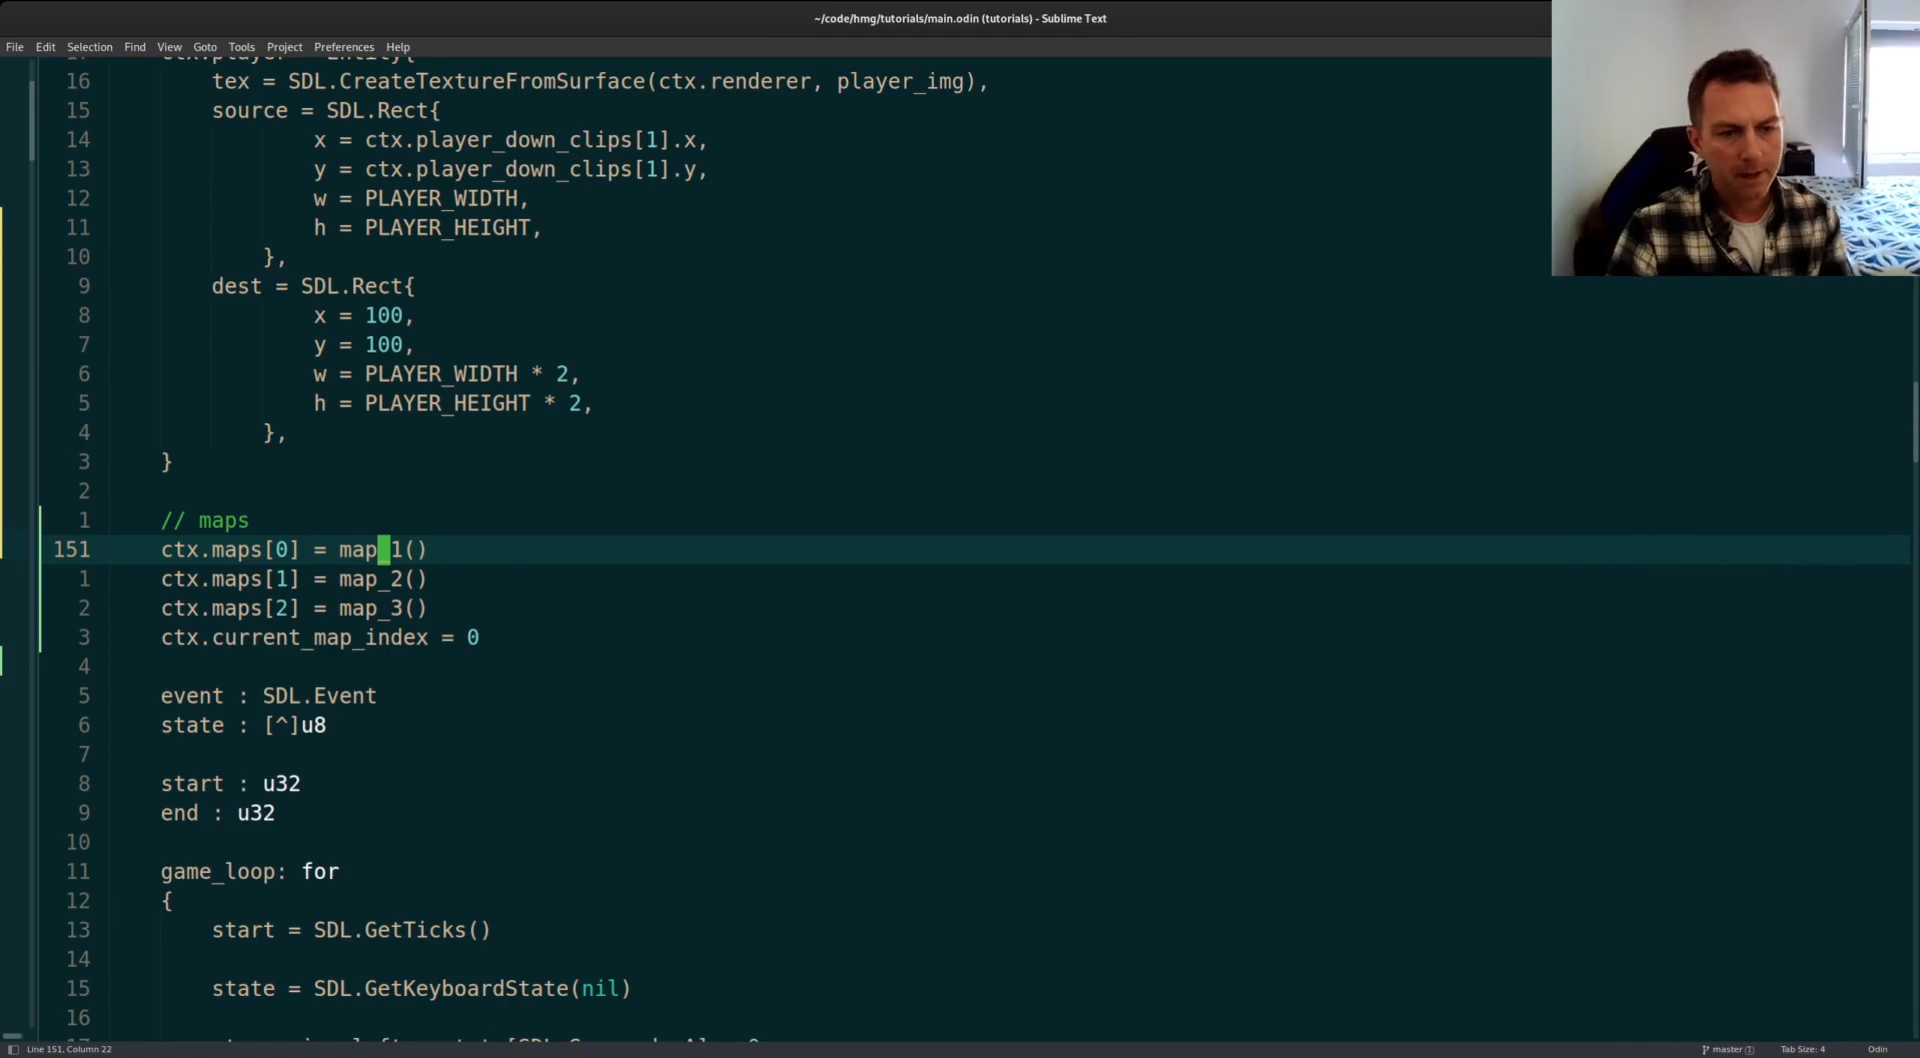 ~/code/hmg/tutorials/main.odin (tutorials) - Sublime Text
File Edit Selection Find View Goto Tools Project Preferences Help
16 tex = SDL.CreateTextureFromSurface(ctx.renderer, player_img),
15 source = SDL.Rect{
14 x = ctx.player_down_clips[1].x,
13 y = ctx.player_down_clips[1].y,
12 w = PLAYER_WIDTH,
11 h = PLAYER_HEIGHT,
10 },
9 dest = SDL.Rect{
8 x = 100,
7 y = 100,
6 w = PLAYER_WIDTH * 2,
5 h = PLAYER_HEIGHT * 2,
4 },
3 }
2
1 // maps
151 ctx.maps[0] = map_1()
1 ctx.maps[1] = map_2()
2 ctx.maps[2] = map_3()
3 ctx.current_map_index = 0
4
5 event : SDL.Event
6 state : [^]u8
7
8 start : u32
9 end : u32
10
11 game_loop: for
12 {
13 start = SDL.GetTicks()
14
15 state = SDL.GetKeyboardState(nil)
16
Line 151, Column 22 master (1) Tab Size: 4 Odin